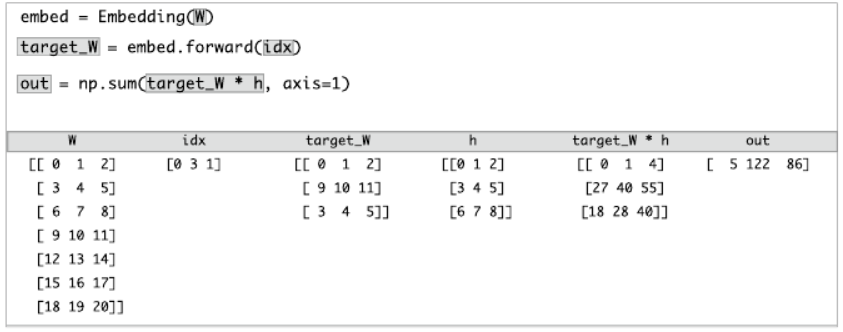 embed = Embedding(W)
target_W = embed.forward(idx)
out = np.sum(target_W * h, axis=1)
W idx target_W h target_W * h out
[[ 0 1 2] [0 3 1] [[ 0 1 2] [[0 1 2] [[ 0 1 4] [ 5 122 86]
[ 3 4 5] [ 9 10 11] [3 4 5] [27 40 55]
[ 6 7 8] [ 3 4 5]] [6 7 8]] [18 28 40]]
[ 9 10 11]
[12 13 14]
[15 16 17]
[18 19 20]]